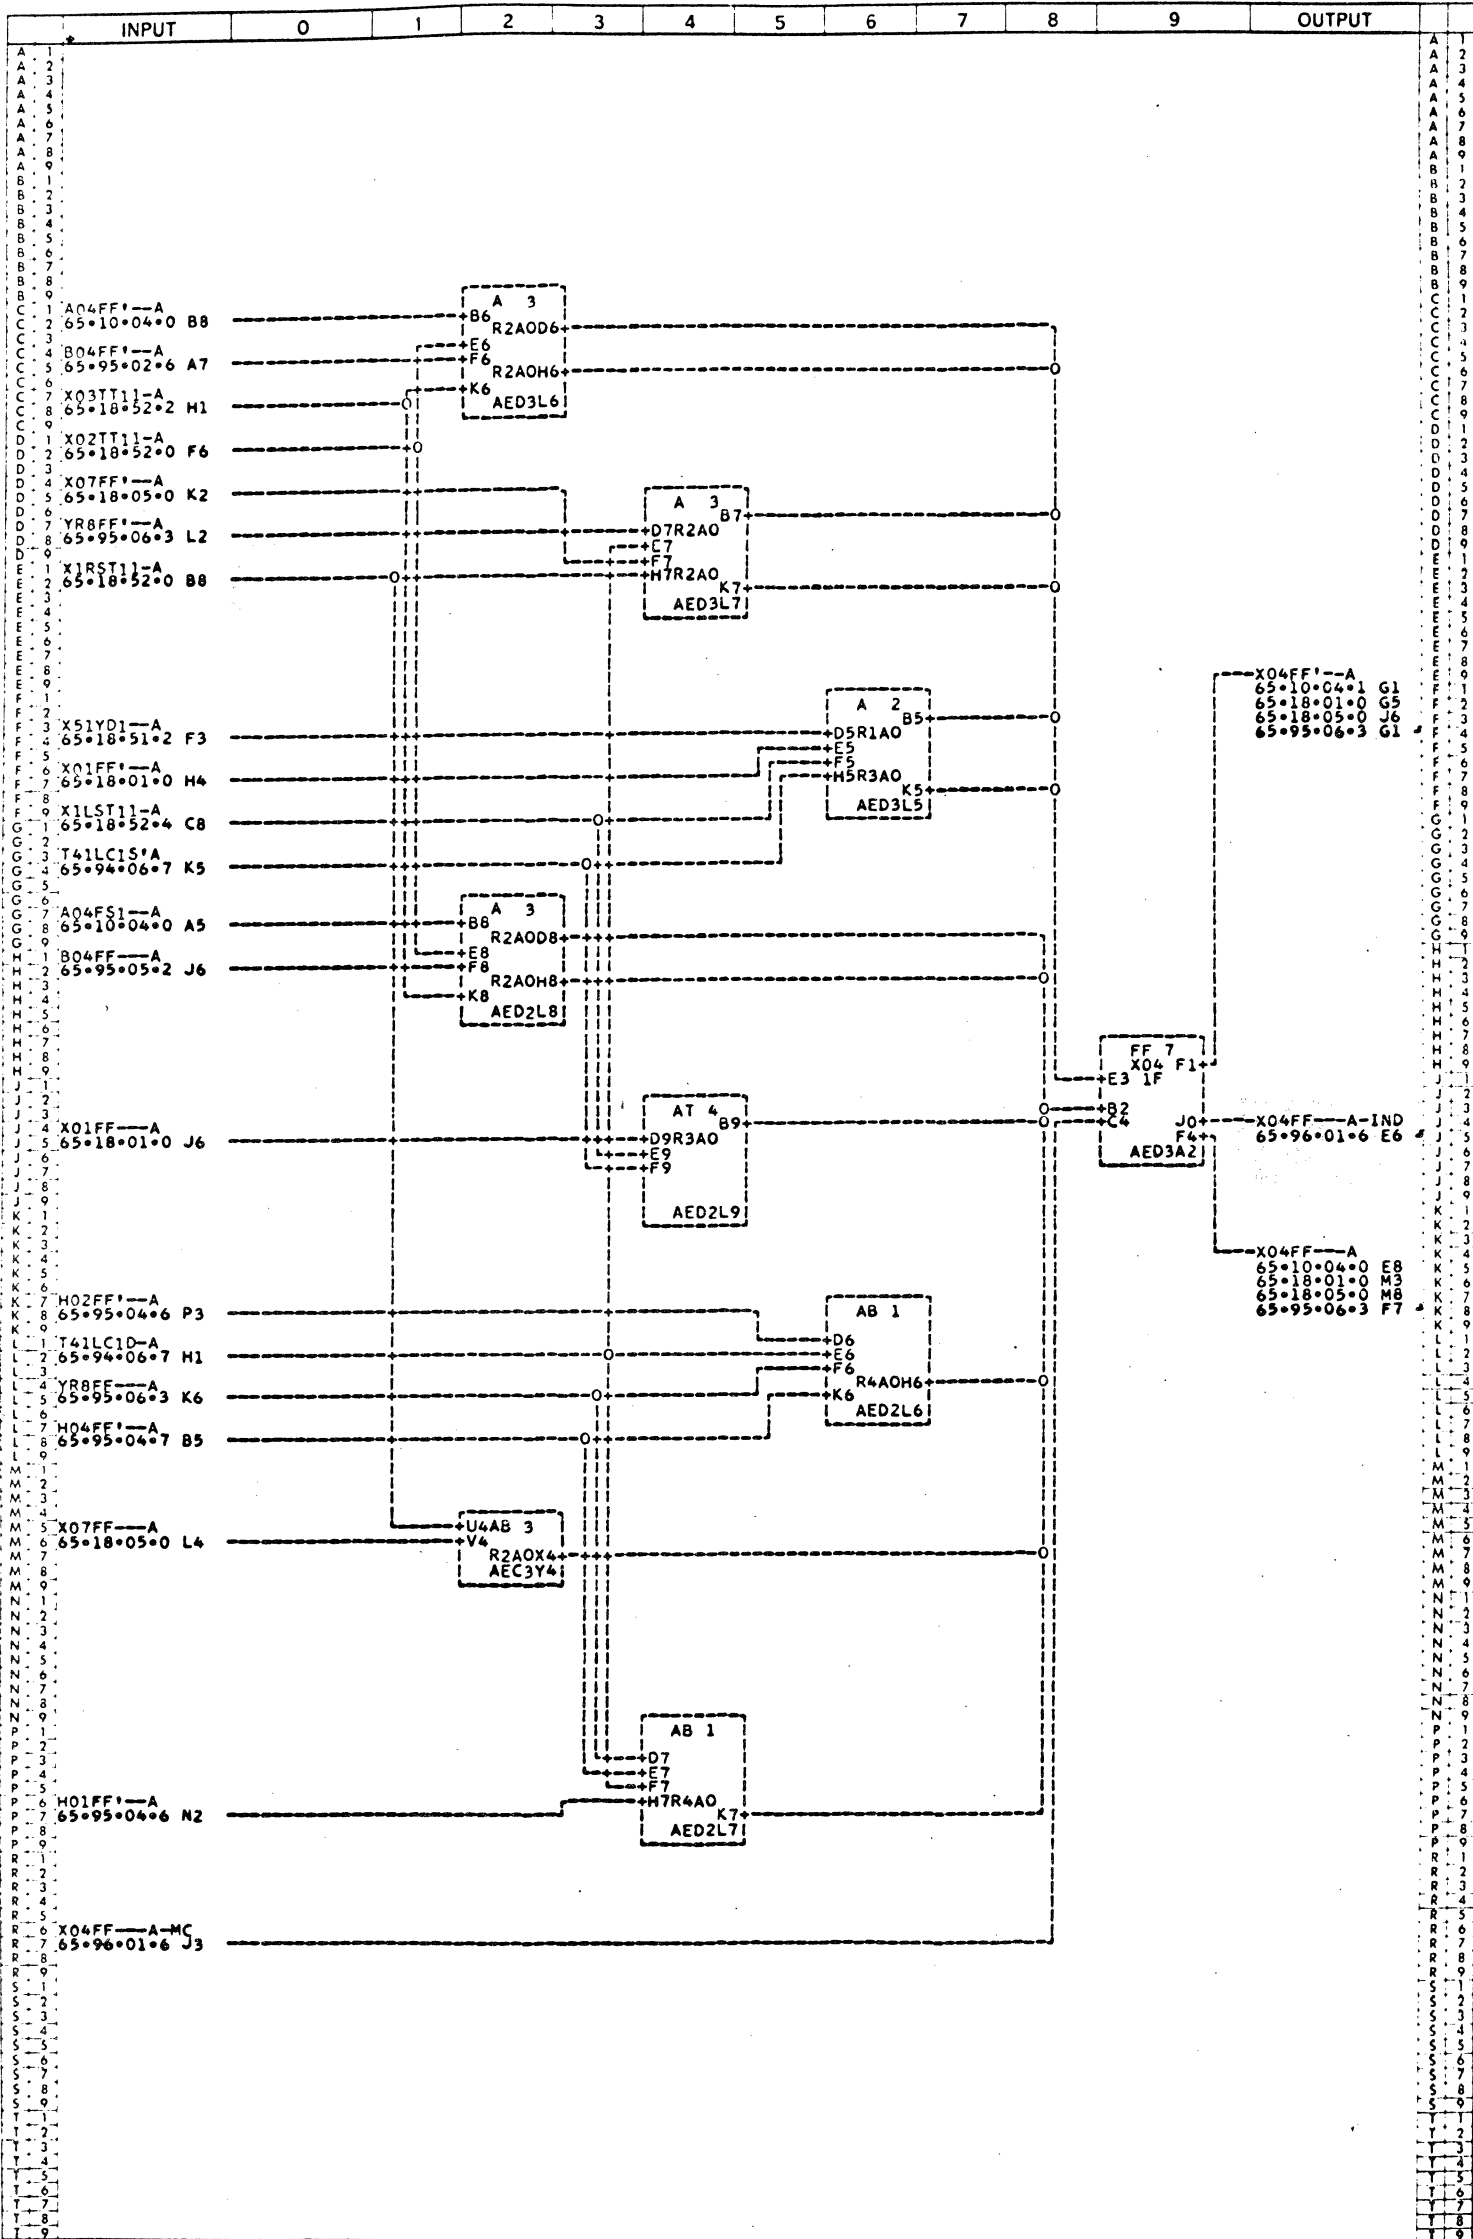 INPUT 0 1 2 3 4 5 6 7 8 9 OUTPUT
A04FF'--A
65•10•04•0 B8
B04FF'--A
65•95•02•6 A7
X03TT11-A
65•18•52•2 H1
X02TT11-A
65•18•52•0 F6
X07FF'--A
65•18•05•0 K2
YR8FF'--A
65•95•06•3 L2
X1RST11-A
65•18•52•0 B8
X51YD1--A
65•18•51•2 F3
X01FF'--A
65•18•01•0 H4
X1LST11-A
65•18•52•4 C8
T41LC1S'A
65•94•06•7 K5
A04FS1--A
65•10•04•0 A5
B04FF---A
65•95•05•2 J6
X01FF---A
65•18•01•0 J6
H02FF'--A
65•95•04•6 P3
T41LC1D-A
65•94•06•7 H1
YR8FF---A
65•95•06•3 K6
H04FF'--A
65•95•04•7 B5
X07FF---A
65•18•05•0 L4
H01FF'--A
65•95•04•6 N2
X04FF---A-MC
65•96•01•6 J3
A 3
B6
R2AOD6
E6
F6
R2AOH6
K6
AED3L6
A 3
B7
D7R2AO
E7
F7
H7R2AO
K7
AED3L7
A 2
B5
D5R1AO
E5
F5
H5R3AO
K5
AED3L5
A 3
B8
R2AOD8
E8
F8
R2AOH8
K8
AED2L8
AT 4
B9
D9R3AO
E9
F9
AED2L9
AB 1
D6
E6
F6
R4AOH6
K6
AED2L6
U4AB 3
V4
R2AOX4
AEC3Y4
AB 1
D7
E7
F7
H7R4AO
K7
AED2L7
FF 7
X04 F1
E3 1F
B2
C4 J0
F4
AED3A2
X04FF'--A
65•10•04•1 G1
65•18•01•0 G5
65•18•05•0 J6
65•95•06•3 G1
X04FF---A-IND
65•96•01•6 E6
X04FF---A
65•10•04•0 E8
65•18•01•0 M3
65•18•05•0 M8
65•95•06•3 F7